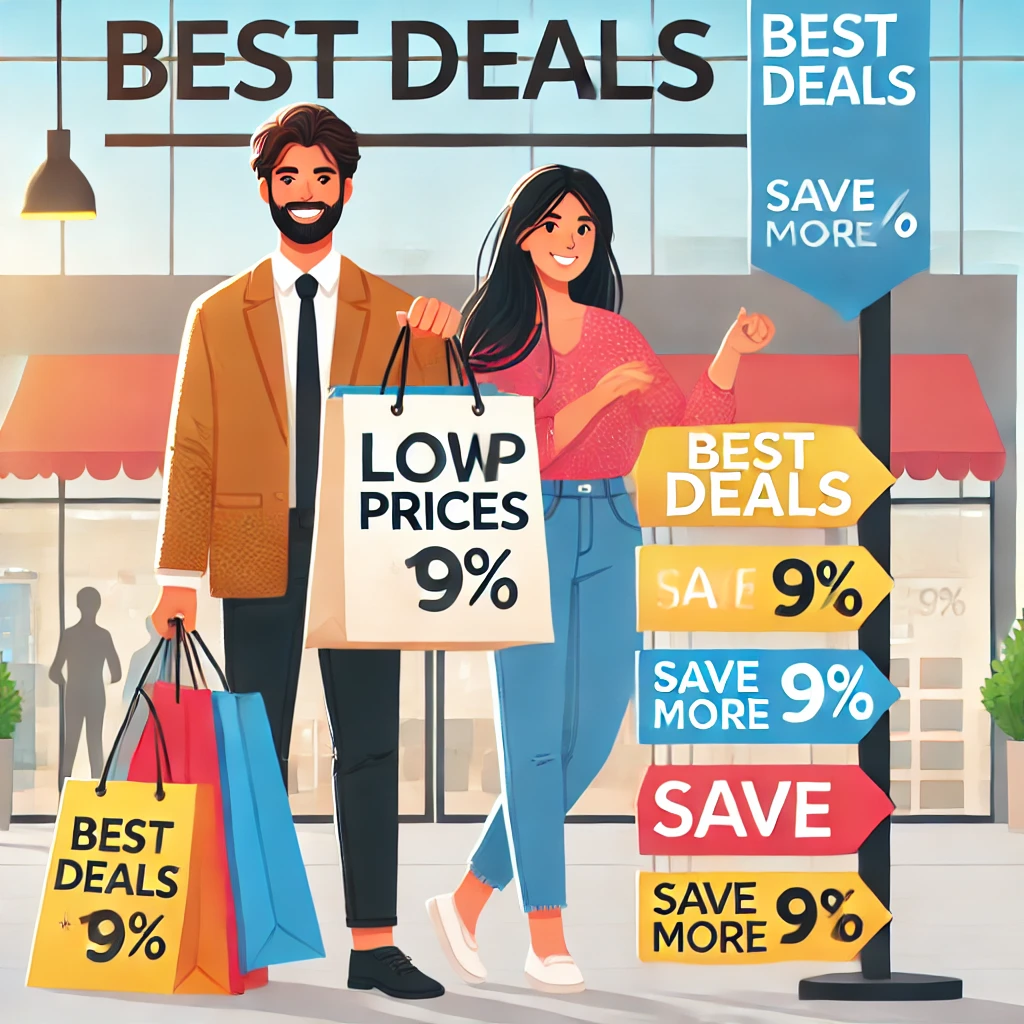 BEST DEALS
BEST
DEALS
SAVE
MORE %
LOWP
PRICES
9%
BEST
DEALS
SAVE 9%
SAVE
MORE 9%
SAVE
SAVE
MORE 9%
9%
BEST
DEALS
9%